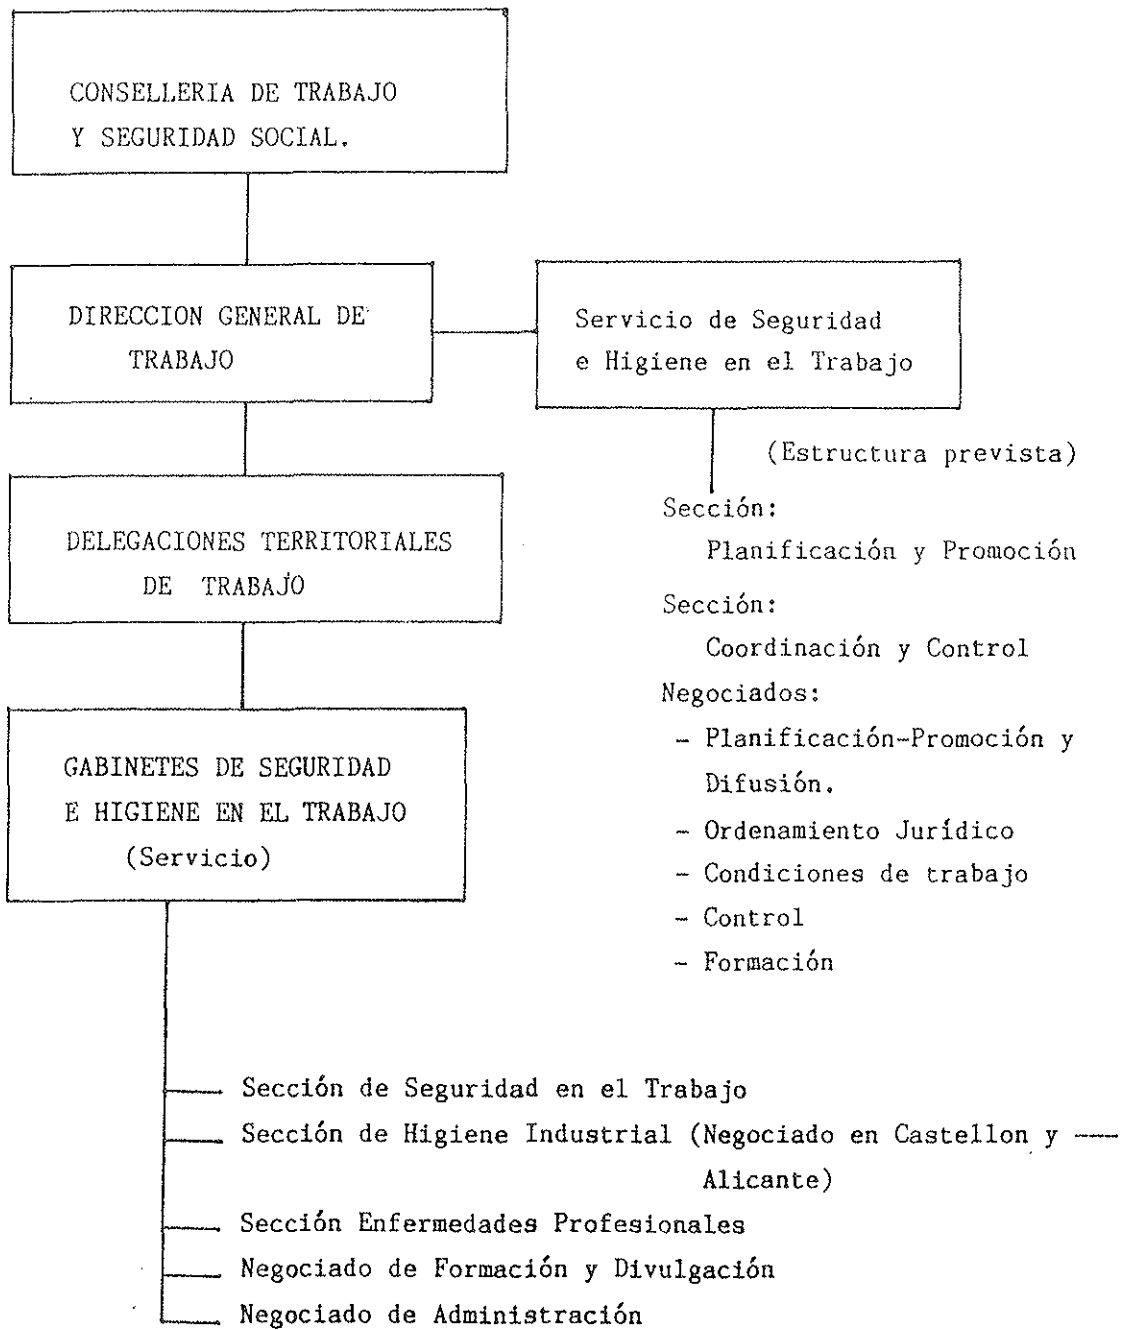 CONSELLERIA DE TRABAJO
Y SEGURIDAD SOCIAL.
DIRECCION GENERAL DE
TRABAJO
Servicio de Seguridad
e Higiene en el Trabajo
(Estructura prevista)
DELEGACIONES TERRITORIALES
DE TRABAJO
Sección:
Planificación y Promoción
Sección:
Coordinación y Control
Negociados:
- Planificación-Promoción y
Difusión.
- Ordenamiento Jurídico
- Condiciones de trabajo
- Control
- Formación
GABINETES DE SEGURIDAD
E HIGIENE EN EL TRABAJO
(Servicio)
Sección de Seguridad en el Trabajo
Sección de Higiene Industrial (Negociado en Castellon y —
Alicante)
Sección Enfermedades Profesionales
Negociado de Formación y Divulgación
Negociado de Administración